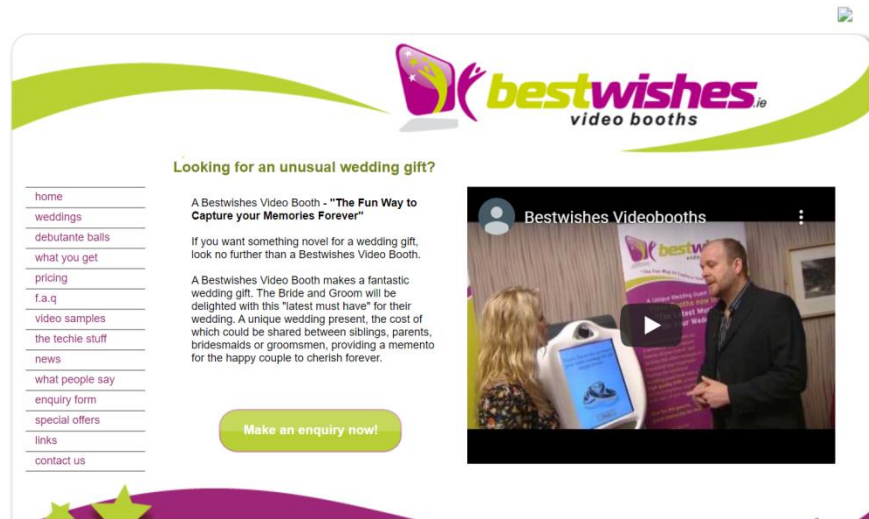 bestwishes.ie
video booths
Looking for an unusual wedding gift?
home
weddings
debutante balls
what you get
pricing
f.a.q
video samples
the techie stuff
news
what people say
enquiry form
special offers
links
contact us
A Bestwishes Video Booth - "The Fun Way to
Capture your Memories Forever"
If you want something novel for a wedding gift,
look no further than a Bestwishes Video Booth.
A Bestwishes Video Booth makes a fantastic
wedding gift. The Bride and Groom will be
delighted with this "latest must have" for their
wedding. A unique wedding present, the cost of
which could be shared between siblings, parents,
bridesmaids or groomsmen, providing a memento
for the happy couple to cherish forever.
Make an enquiry now!
Bestwishes Videobooths